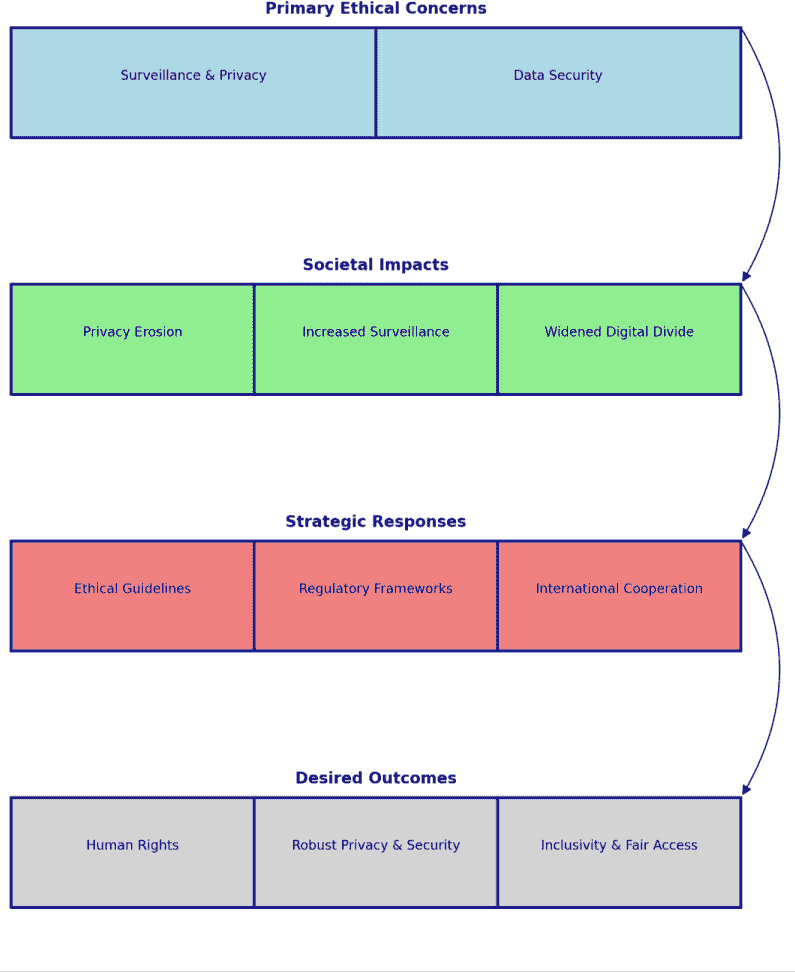 Primary Ethical Concerns
Surveillance & Privacy
Data Security
Societal Impacts
Privacy Erosion
Increased Surveillance
Widened Digital Divide
Strategic Responses
Ethical Guidelines
Regulatory Frameworks
International Cooperation
Desired Outcomes
Human Rights
Robust Privacy & Security
Inclusivity & Fair Access